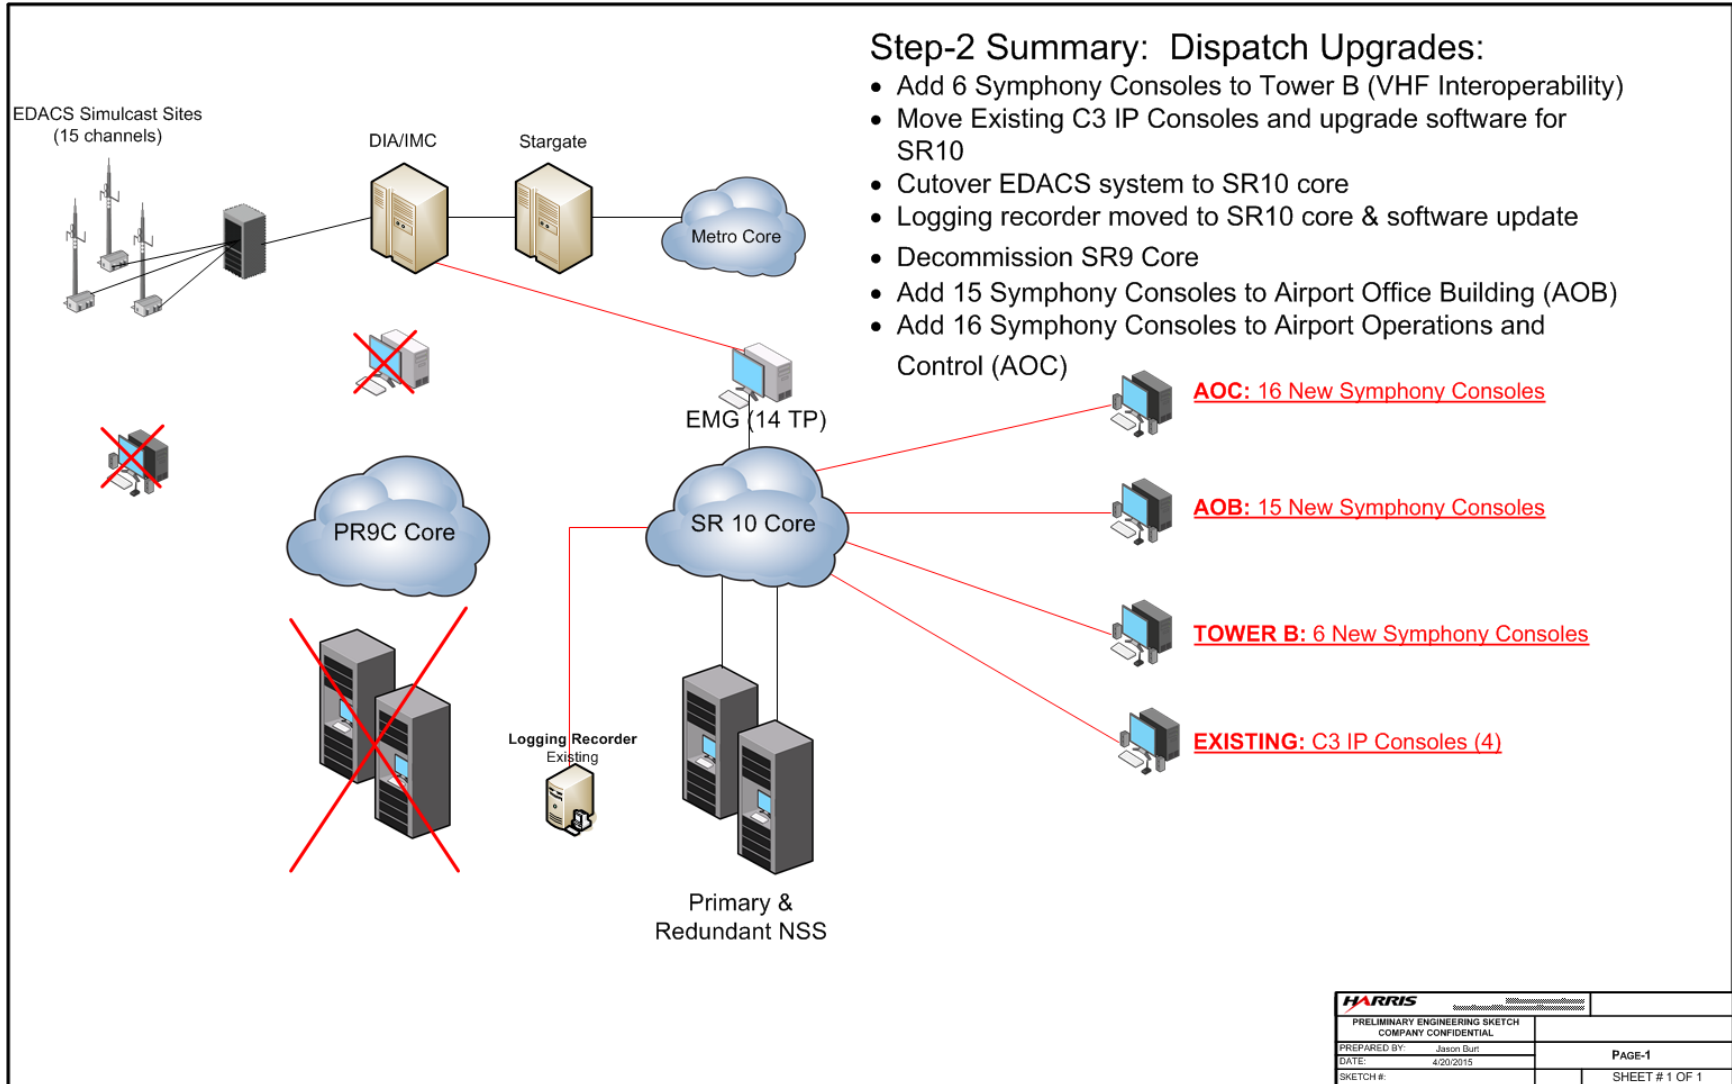 Step-2 Summary:  Dispatch Upgrades:
• Add 6 Symphony Consoles to Tower B (VHF Interoperability)
• Move Existing C3 IP Consoles and upgrade software for
SR10
• Cutover EDACS system to SR10 core
• Logging recorder moved to SR10 core & software update
• Decommission SR9 Core
• Add 15 Symphony Consoles to Airport Office Building (AOB)
• Add 16 Symphony Consoles to Airport Operations and
Control (AOC)
EDACS Simulcast Sites
(15 channels)
DIA/IMC
Stargate
Metro Core
EMG (14 TP)
PR9C Core
SR 10 Core
AOC: 16 New Symphony Consoles
AOB: 15 New Symphony Consoles
TOWER B: 6 New Symphony Consoles
EXISTING: C3 IP Consoles (4)
Logging Recorder
Existing
Primary &
Redundant NSS
HARRIS
PRELIMINARY ENGINEERING SKETCH
COMPANY CONFIDENTIAL
PREPARED BY: Jason Burt
DATE: 4/20/2015
PAGE-1
SKETCH #:
SHEET # 1 OF 1